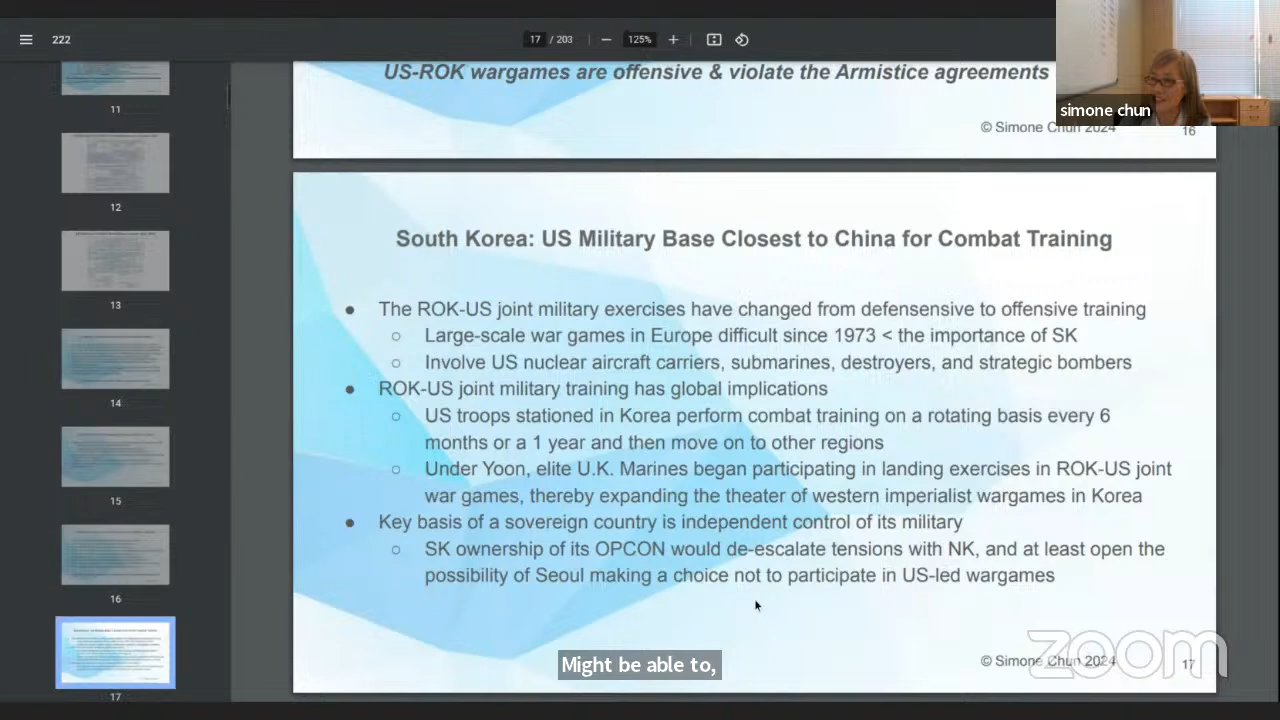 222
17 / 203
125%
US-ROK wargames are offensive & violate the Armistice agreements
simone chun
© Simone Chun 2024
16
South Korea: US Military Base Closest to China for Combat Training
● The ROK-US joint military exercises have changed from defensensive to offensive training
○ Large-scale war games in Europe difficult since 1973 < the importance of SK
○ Involve US nuclear aircraft carriers, submarines, destroyers, and strategic bombers
● ROK-US joint military training has global implications
○ US troops stationed in Korea perform combat training on a rotating basis every 6
months or a 1 year and then move on to other regions
○ Under Yoon, elite U.K. Marines began participating in landing exercises in ROK-US joint
war games, thereby expanding the theater of western imperialist wargames in Korea
● Key basis of a sovereign country is independent control of its military
○ SK ownership of its OPCON would de-escalate tensions with NK, and at least open the
possibility of Seoul making a choice not to participate in US-led wargames
© Simone Chun 2024
17
zoom
Might be able to,
11
12
13
14
15
16
17